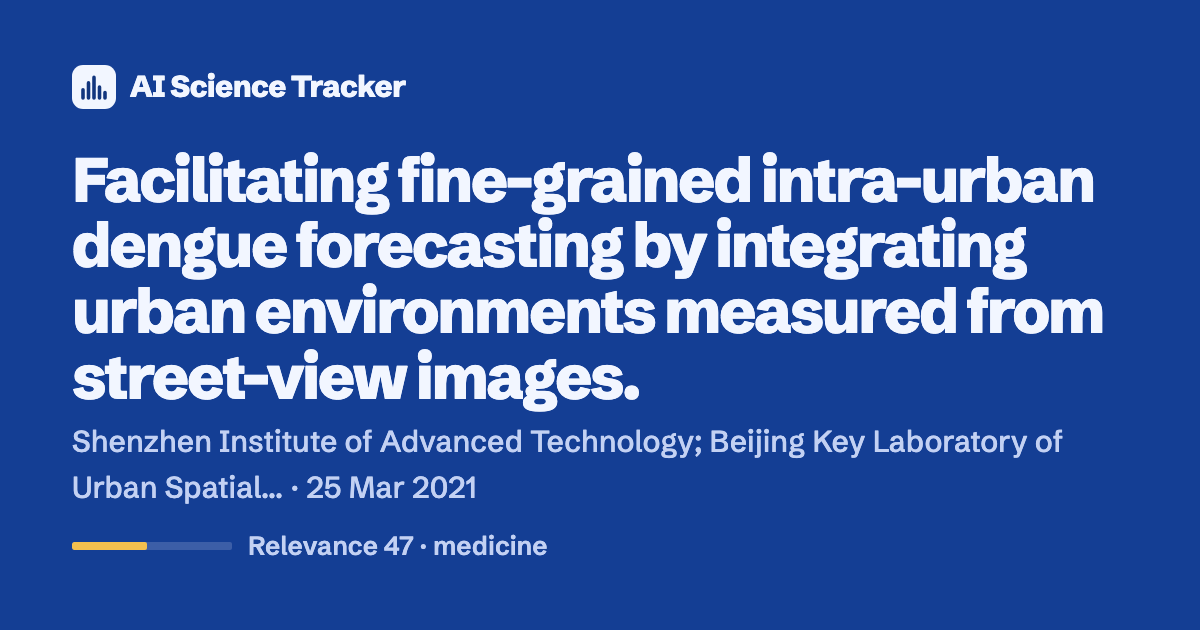 AI Science Tracker
Facilitating fine-grained intra-urban
dengue forecasting by integrating
urban environments measured from
street-view images.
Shenzhen Institute of Advanced Technology; Beijing Key Laboratory of
Urban Spatial... · 25 Mar 2021
Relevance 47 · medicine